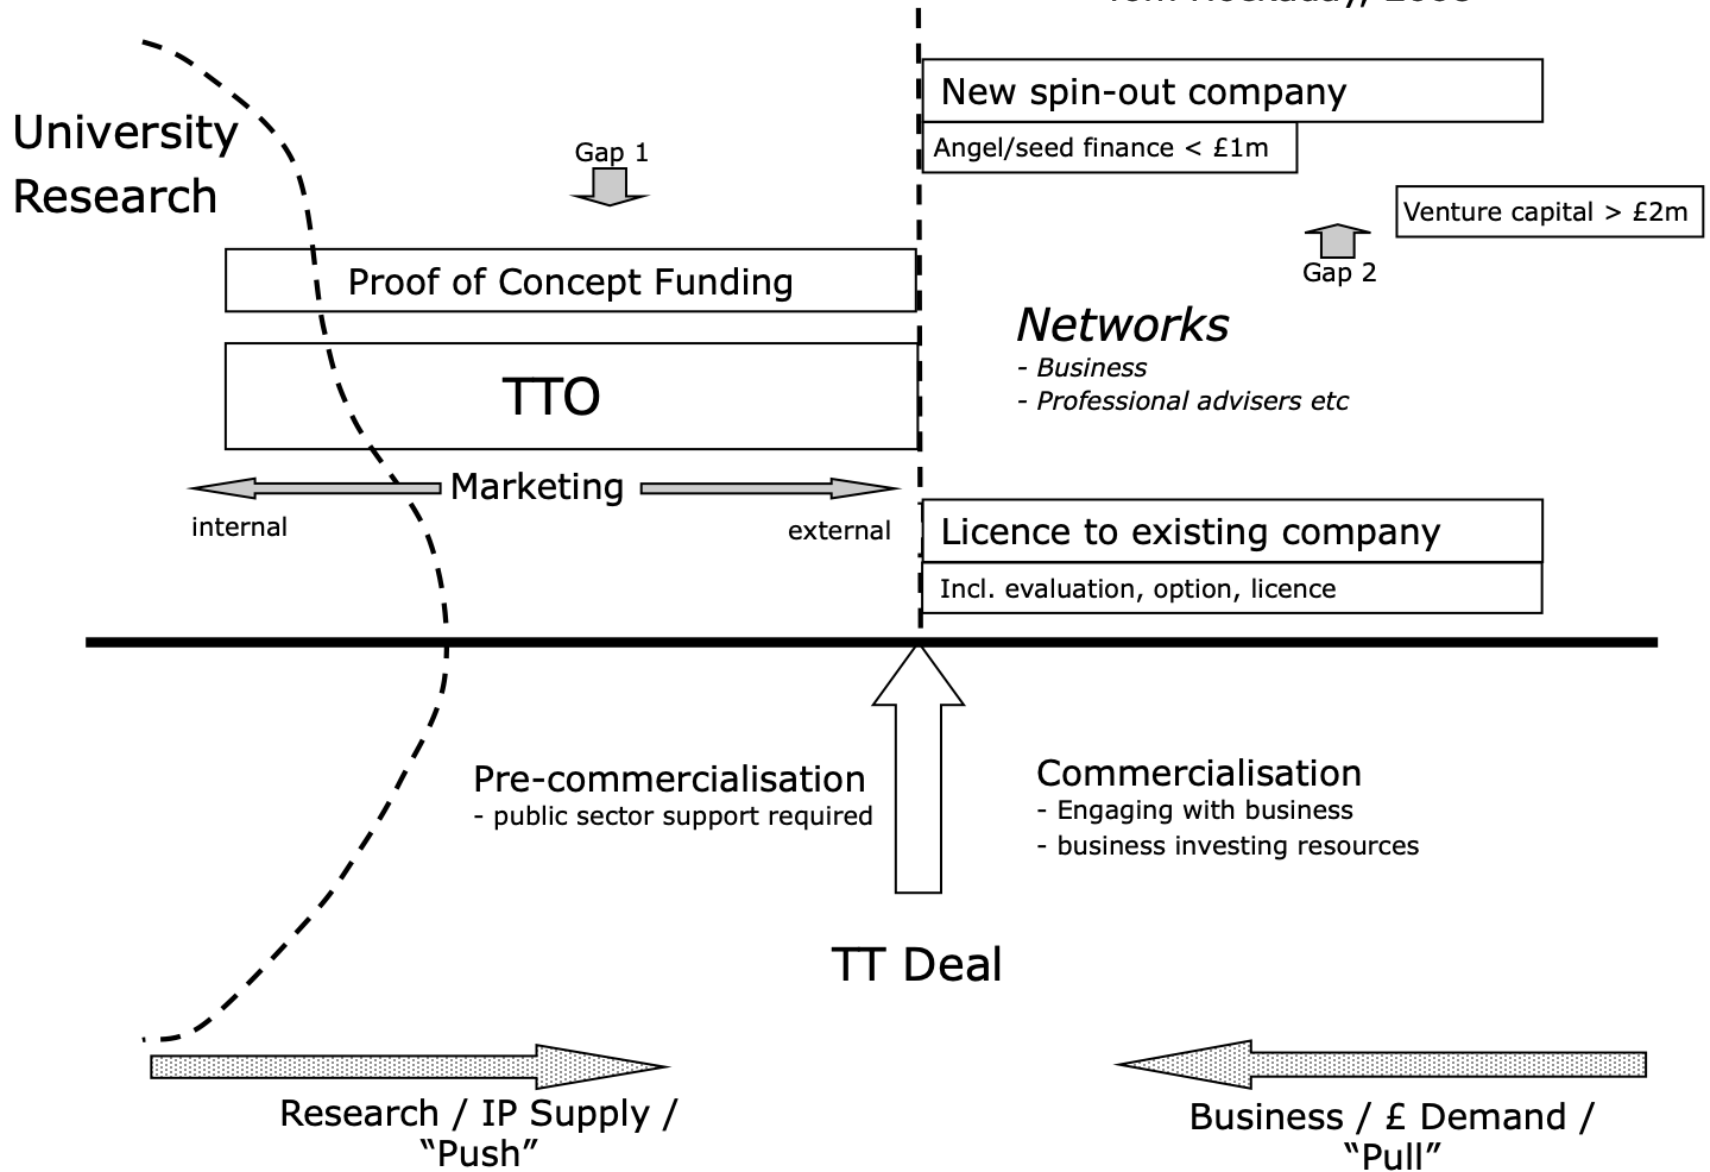 University
Research
Gap 1
New spin-out company
Angel/seed finance < £1m
Venture capital > £2m
Gap 2
Proof of Concept Funding
TTO
Networks
- Business
- Professional advisers etc
Marketing
internal
external
Licence to existing company
Incl. evaluation, option, licence
Pre-commercialisation
- public sector support required
Commercialisation
- Engaging with business
- business investing resources
TT Deal
Research / IP Supply /
“Push”
Business / £ Demand /
“Pull”